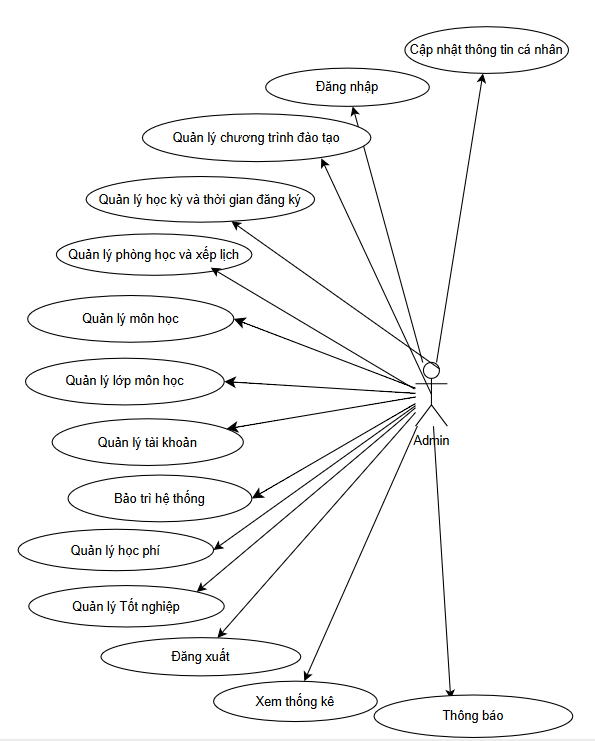 Cập nhật thông tin cá nhân
Đăng nhập
Quản lý chương trình đào tạo
Quản lý học kỳ và thời gian đăng ký
Quản lý phòng học và xếp lịch
Quản lý môn học
Quản lý lớp môn học
Quản lý tài khoản
Admin
Bảo trì hệ thống
Quản lý học phí
Quản lý Tốt nghiệp
Đăng xuất
Xem thống kê
Thông báo